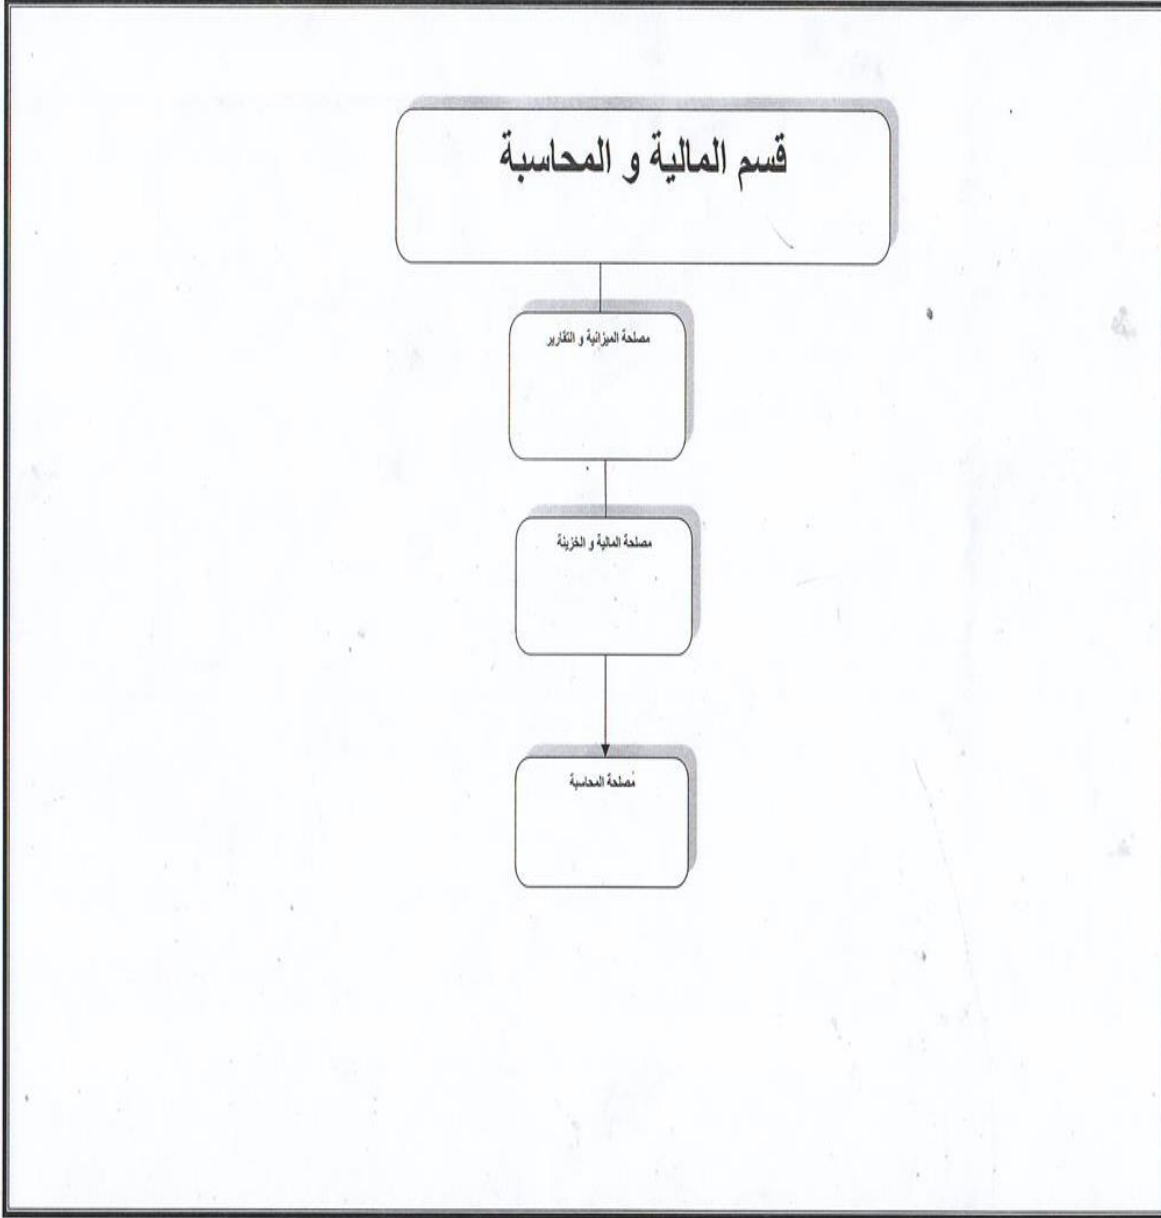 قسم المالية و المحاسبة
مصلحة الميزانية و التقارير
مصلحة المالية و الخزينة
مصلحة المحاسبة